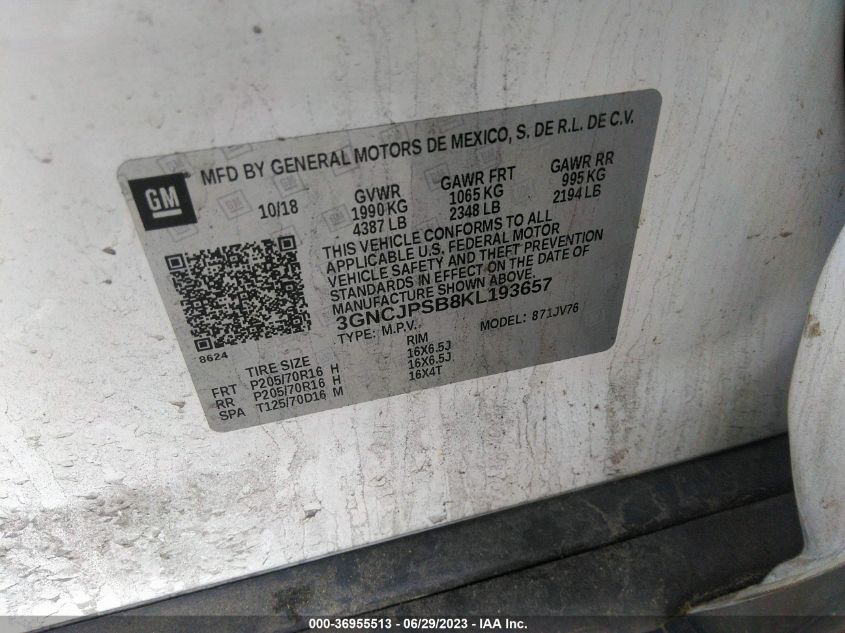 MFD BY GENERAL MOTORS DE MEXICO, S. DE R.L. DE C.V.
GM
10/18 GVWR GAWR FRT GAWR RR
1990 KG 1065 KG 995 KG
4387 LB 2348 LB 2194 LB
THIS VEHICLE CONFORMS TO ALL
APPLICABLE U.S. FEDERAL MOTOR
VEHICLE SAFETY AND THEFT PREVENTION
STANDARDS IN EFFECT ON THE DATE OF
MANUFACTURE SHOWN ABOVE.
3GNCJPSB8KL193657
TYPE: M.P.V. MODEL: 871JV76
8624
TIRE SIZE RIM
FRT P205/70R16 H 16X6.5J
RR P205/70R16 H 16X6.5J
SPA T125/70D16 M 16X4T
000-36955513 - 06/29/2023 - IAA Inc.